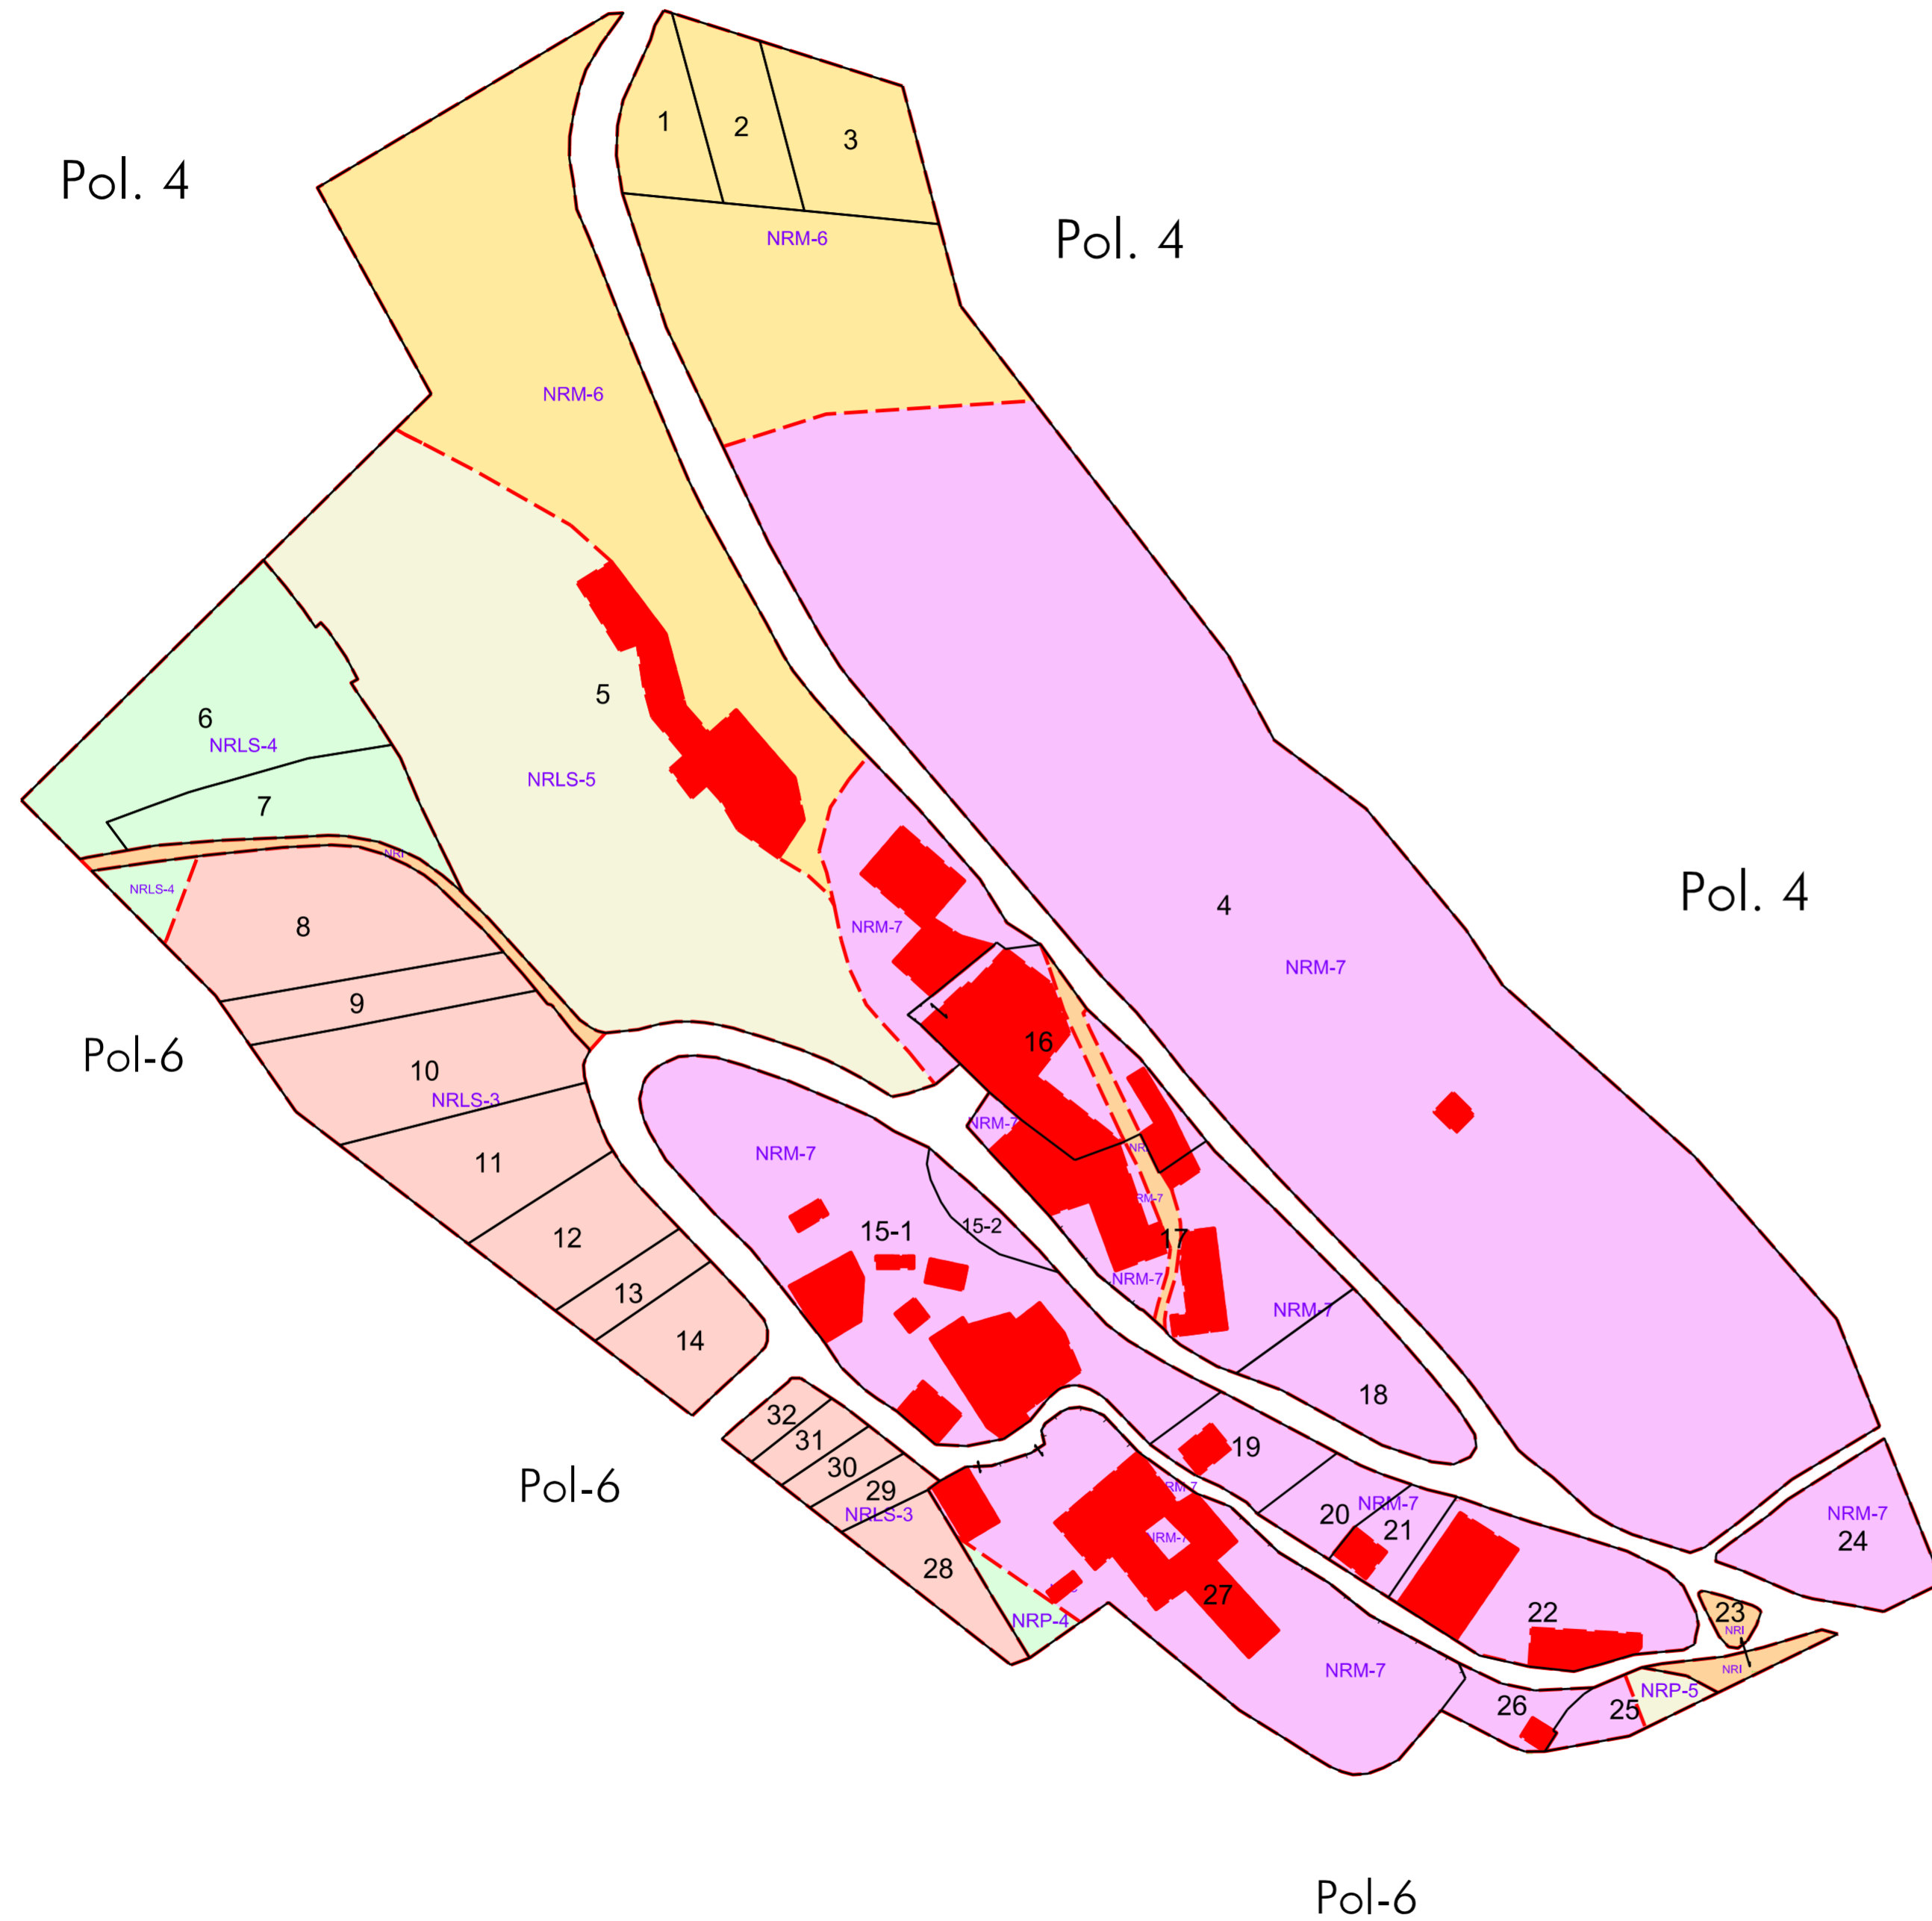 1
2
3
Pol. 4
Pol. 4
NRM-6
NRM-6
5
6
NRLS-4
NRLS-5
7
NRI
NRLS-4
Pol. 4
4
8
NRM-7
NRM-7
9
16
Pol-6
10
NRLS-3
NRM-7
NRM-7
11
15-1
15-2
17
12
NRM-7
13
NRM-7
14
18
32
31
19
30
29
20
NRM-7
21
NRLS-3
NRM-7
24
Pol-6
NRM-7
28
27
NRP-4
22
23
NRI
NRM-7
NRI
NRP-5
26
25
Pol-6